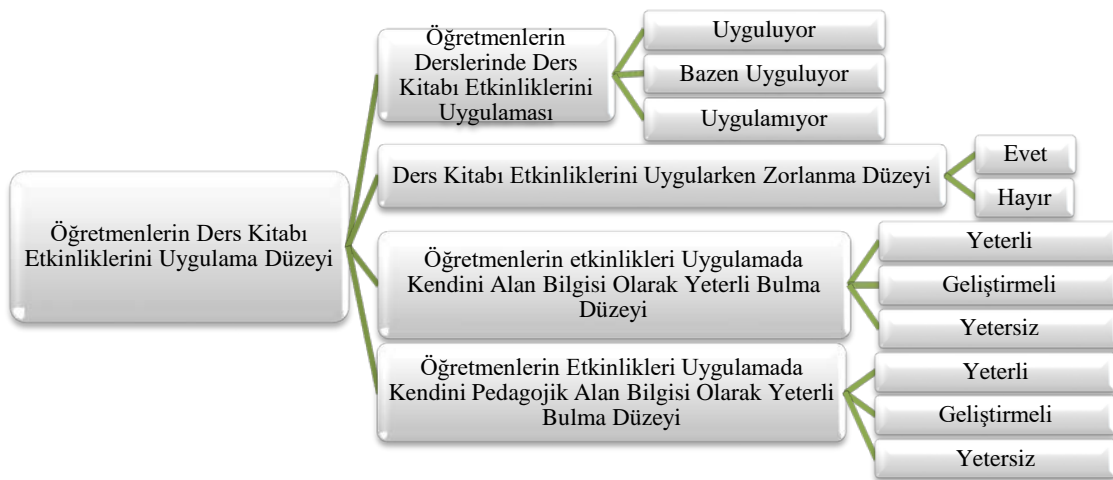 Öğretmenlerin Ders Kitabı
Etkinliklerini Uygulama Düzeyi
Öğretmenlerin
Derslerinde Ders
Kitabı Etkinliklerini
Uygulaması
Uyguluyor
Bazen Uyguluyor
Uygulamıyor
Ders Kitabı Etkinliklerini Uygularken Zorlanma Düzeyi
Evet
Hayır
Öğretmenlerin etkinlikleri Uygulamada
Kendini Alan Bilgisi Olarak Yeterli Bulma
Düzeyi
Yeterli
Geliştirmeli
Yetersiz
Öğretmenlerin Etkinlikleri Uygulamada
Kendini Pedagojik Alan Bilgisi Olarak Yeterli
Bulma Düzeyi
Yeterli
Geliştirmeli
Yetersiz